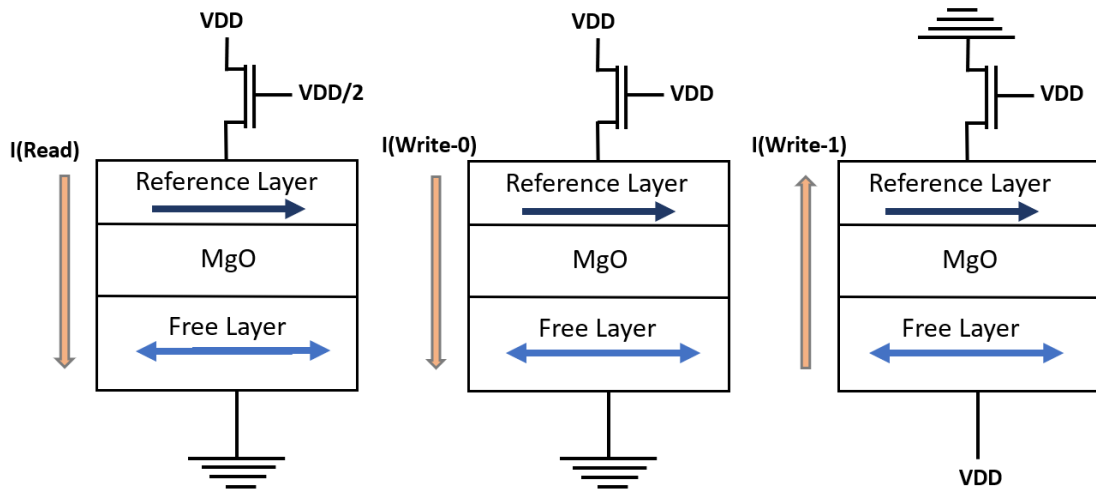 VDD
VDD/2
I(Read)
Reference Layer
MgO
Free Layer
VDD
VDD
I(Write-0)
Reference Layer
MgO
Free Layer
VDD
I(Write-1)
Reference Layer
MgO
Free Layer
VDD